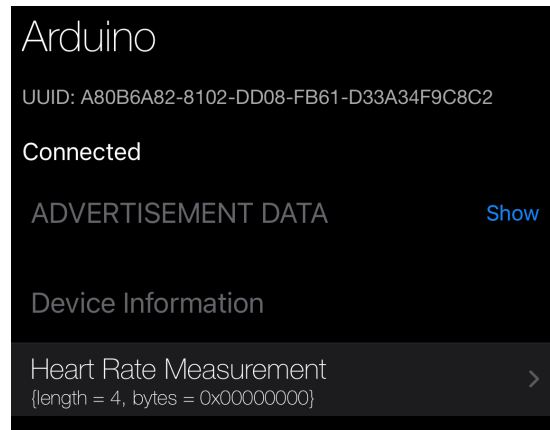 Arduino
UUID: A80B6A82-8102-DD08-FB61-D33A34F9C8C2
Connected
ADVERTISEMENT DATA
Show
Device Information
Heart Rate Measurement
{length = 4, bytes = 0x00000000}